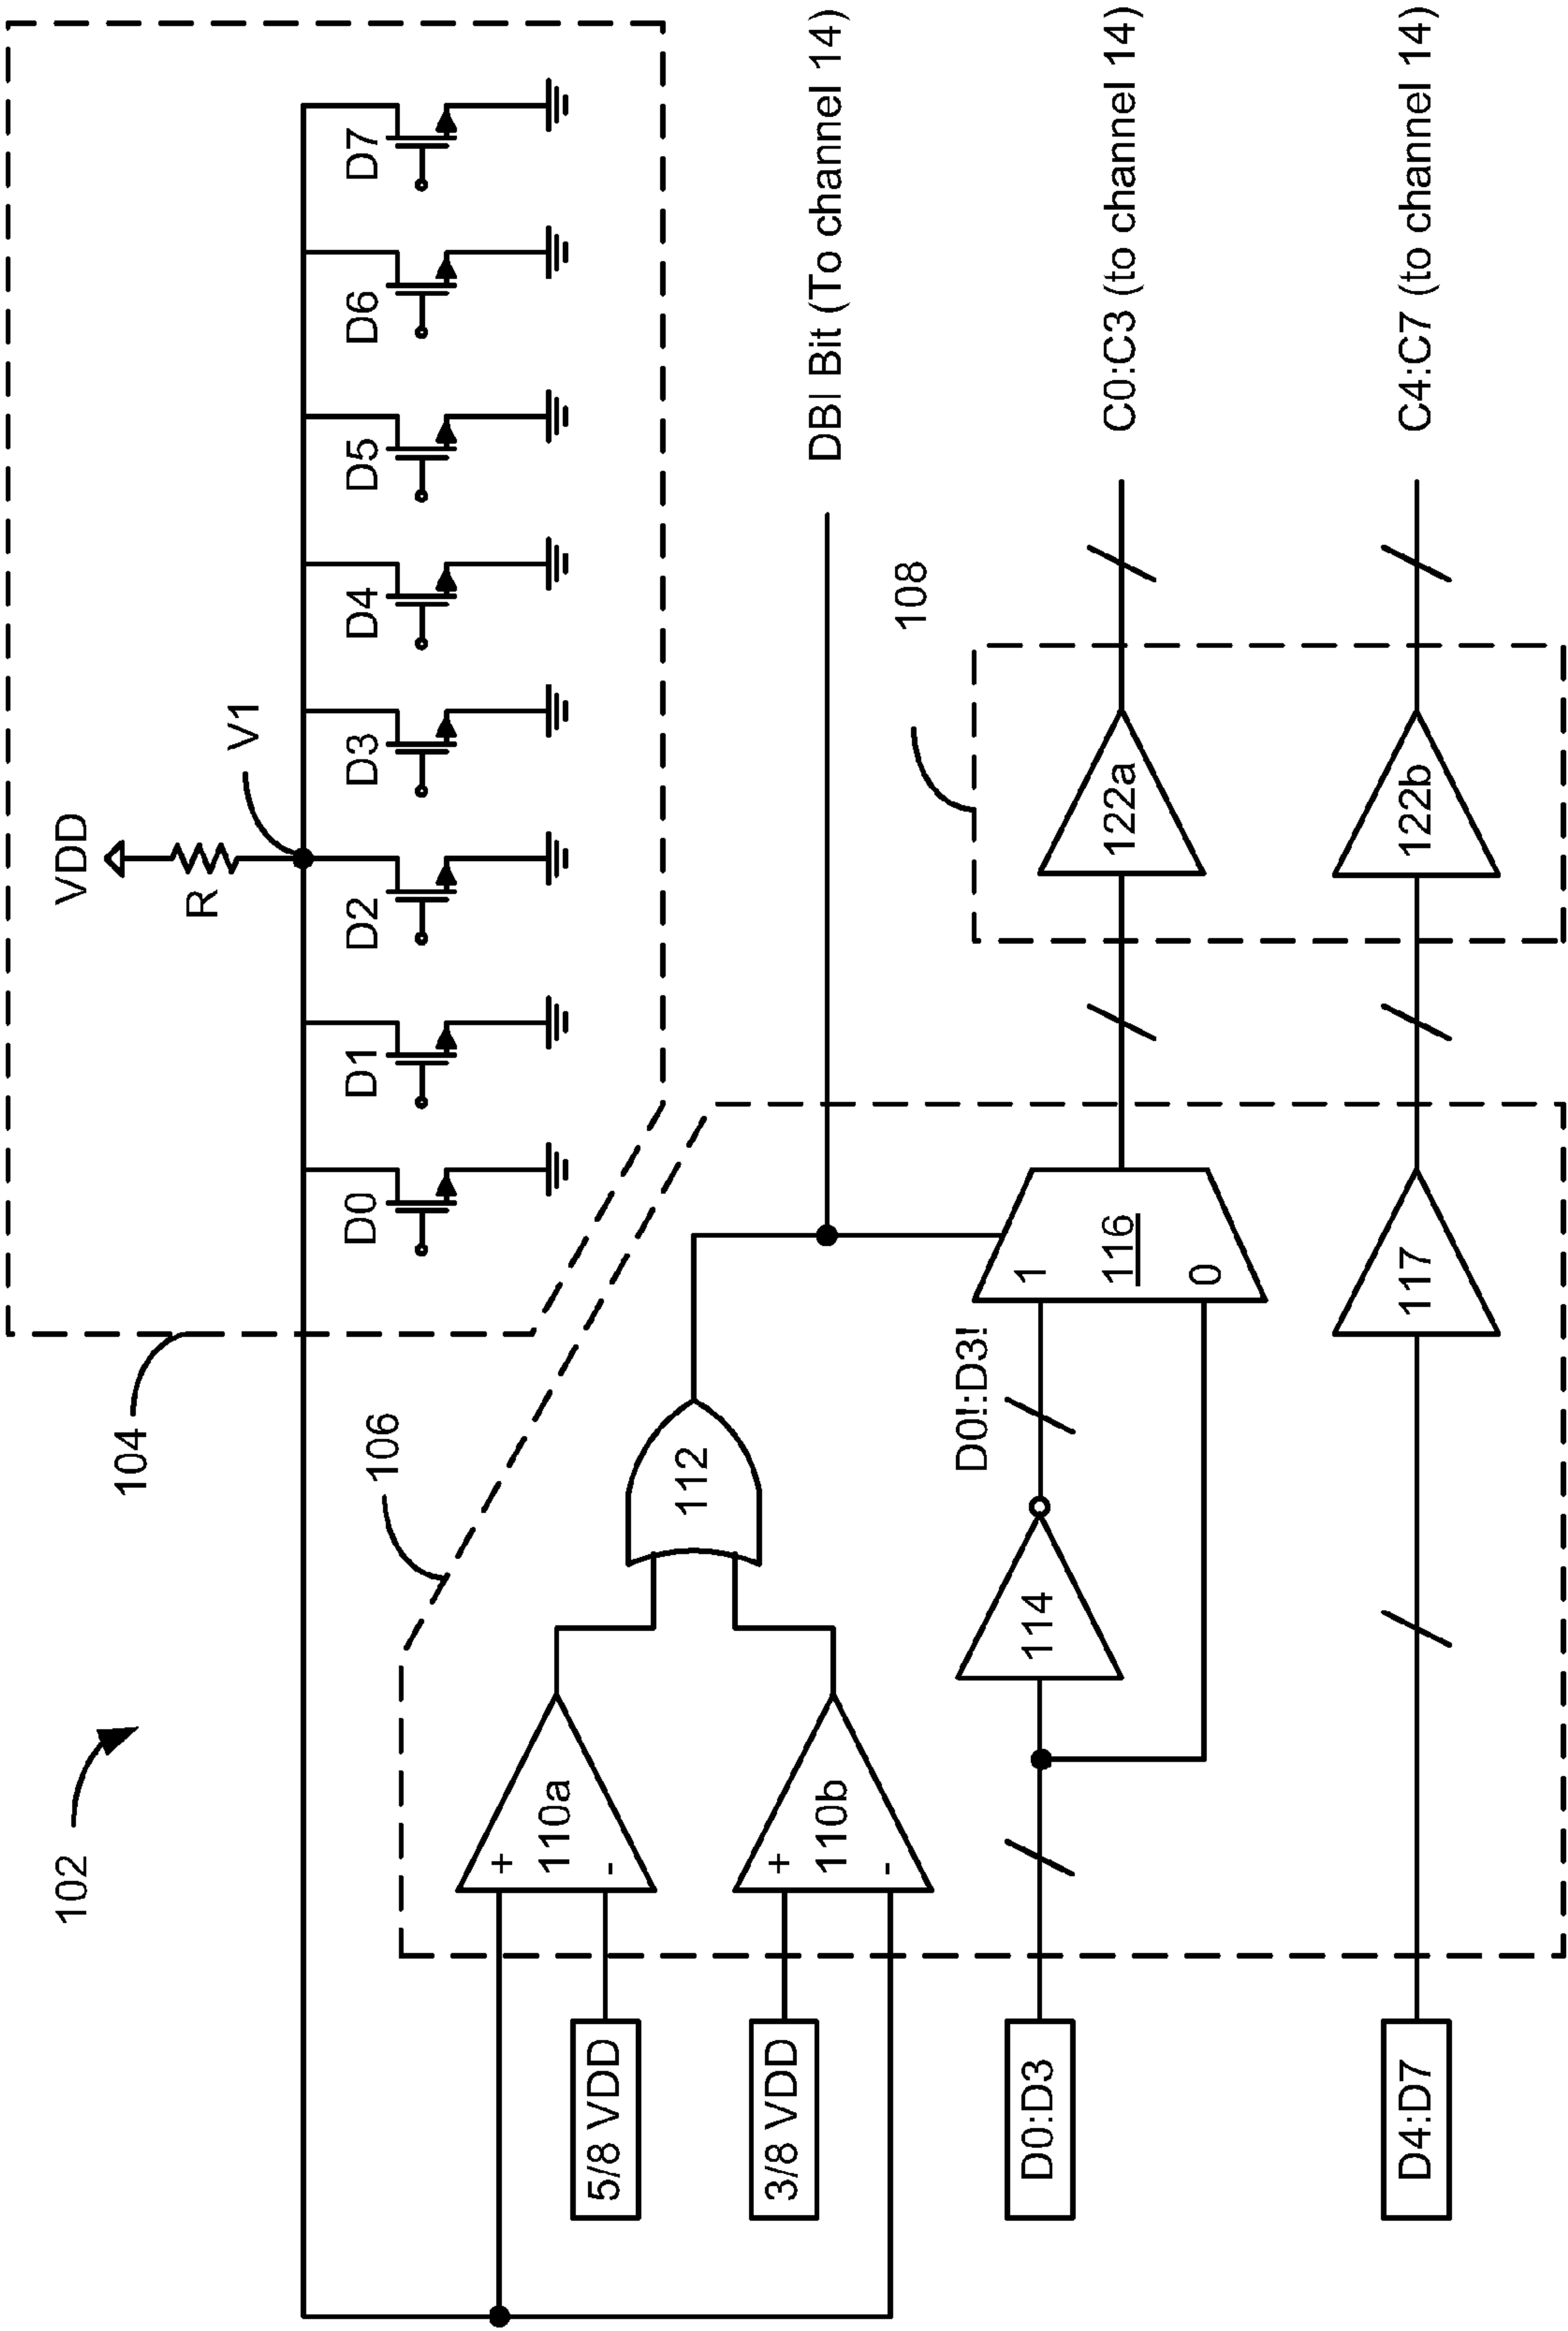 102
104
VDD
R
V1
D0
D1
D2
D3
D4
D5
D6
D7
106
+
110a
-
5/8 VDD
+
110b
-
3/8 VDD
112
DBI Bit (To channel 14)
108
D0:D3
114
D0!:D3!
1
116
0
122a
C0:C3 (to channel 14)
D4:D7
117
122b
C4:C7 (to channel 14)